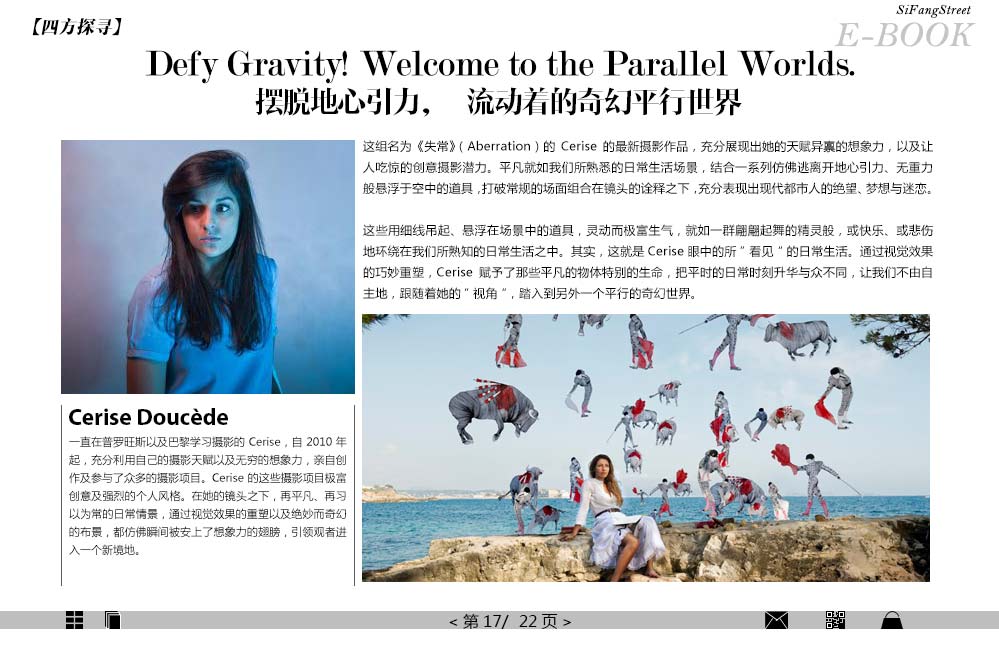 【四方探寻】
SiFangStreet
E-BOOK
Defy Gravity! Welcome to the Parallel Worlds.
摆脱地心引力， 流动着的奇幻平行世界
这组名为《失常》（ Aberration ）的 Cerise 的最新摄影作品，充分展现出她的天赋异禀的想象力，以及让
人吃惊的创意摄影潜力。平凡就如我们所熟悉的日常生活场景，结合一系列仿佛逃离开地心引力、无重力
般悬浮于空中的道具，打破常规的场面组合在镜头的诠释之下，充分表现出现代都市人的绝望、梦想与迷恋。
这些用细线吊起、悬浮在场景中的道具，灵动而极富生气，就如一群翩翩起舞的精灵般，或快乐、或悲伤
地环绕在我们所熟知的日常生活之中。其实，这就是 Cerise 眼中的所 " 看见 " 的日常生活。通过视觉效果
的巧妙重塑，Cerise 赋予了那些平凡的物体特别的生命，把平时的日常时刻升华与众不同，让我们不由自
主地，跟随着她的 " 视角 "，踏入到另外一个平行的奇幻世界。
Cerise Doucède
一直在普罗旺斯以及巴黎学习摄影的 Cerise，自 2010 年
起，充分利用自己的摄影天赋以及无穷的想象力，亲自创
作及参与了众多的摄影项目。Cerise 的这些摄影项目极富
创意及强烈的个人风格。在她的镜头之下，再平凡、再习
以为常的日常情景，通过视觉效果的重塑以及绝妙而奇幻
的布景，都仿佛瞬间被安上了想象力的翅膀，引领观者进
入一个新境地。
< 第 17/ 22 页 >